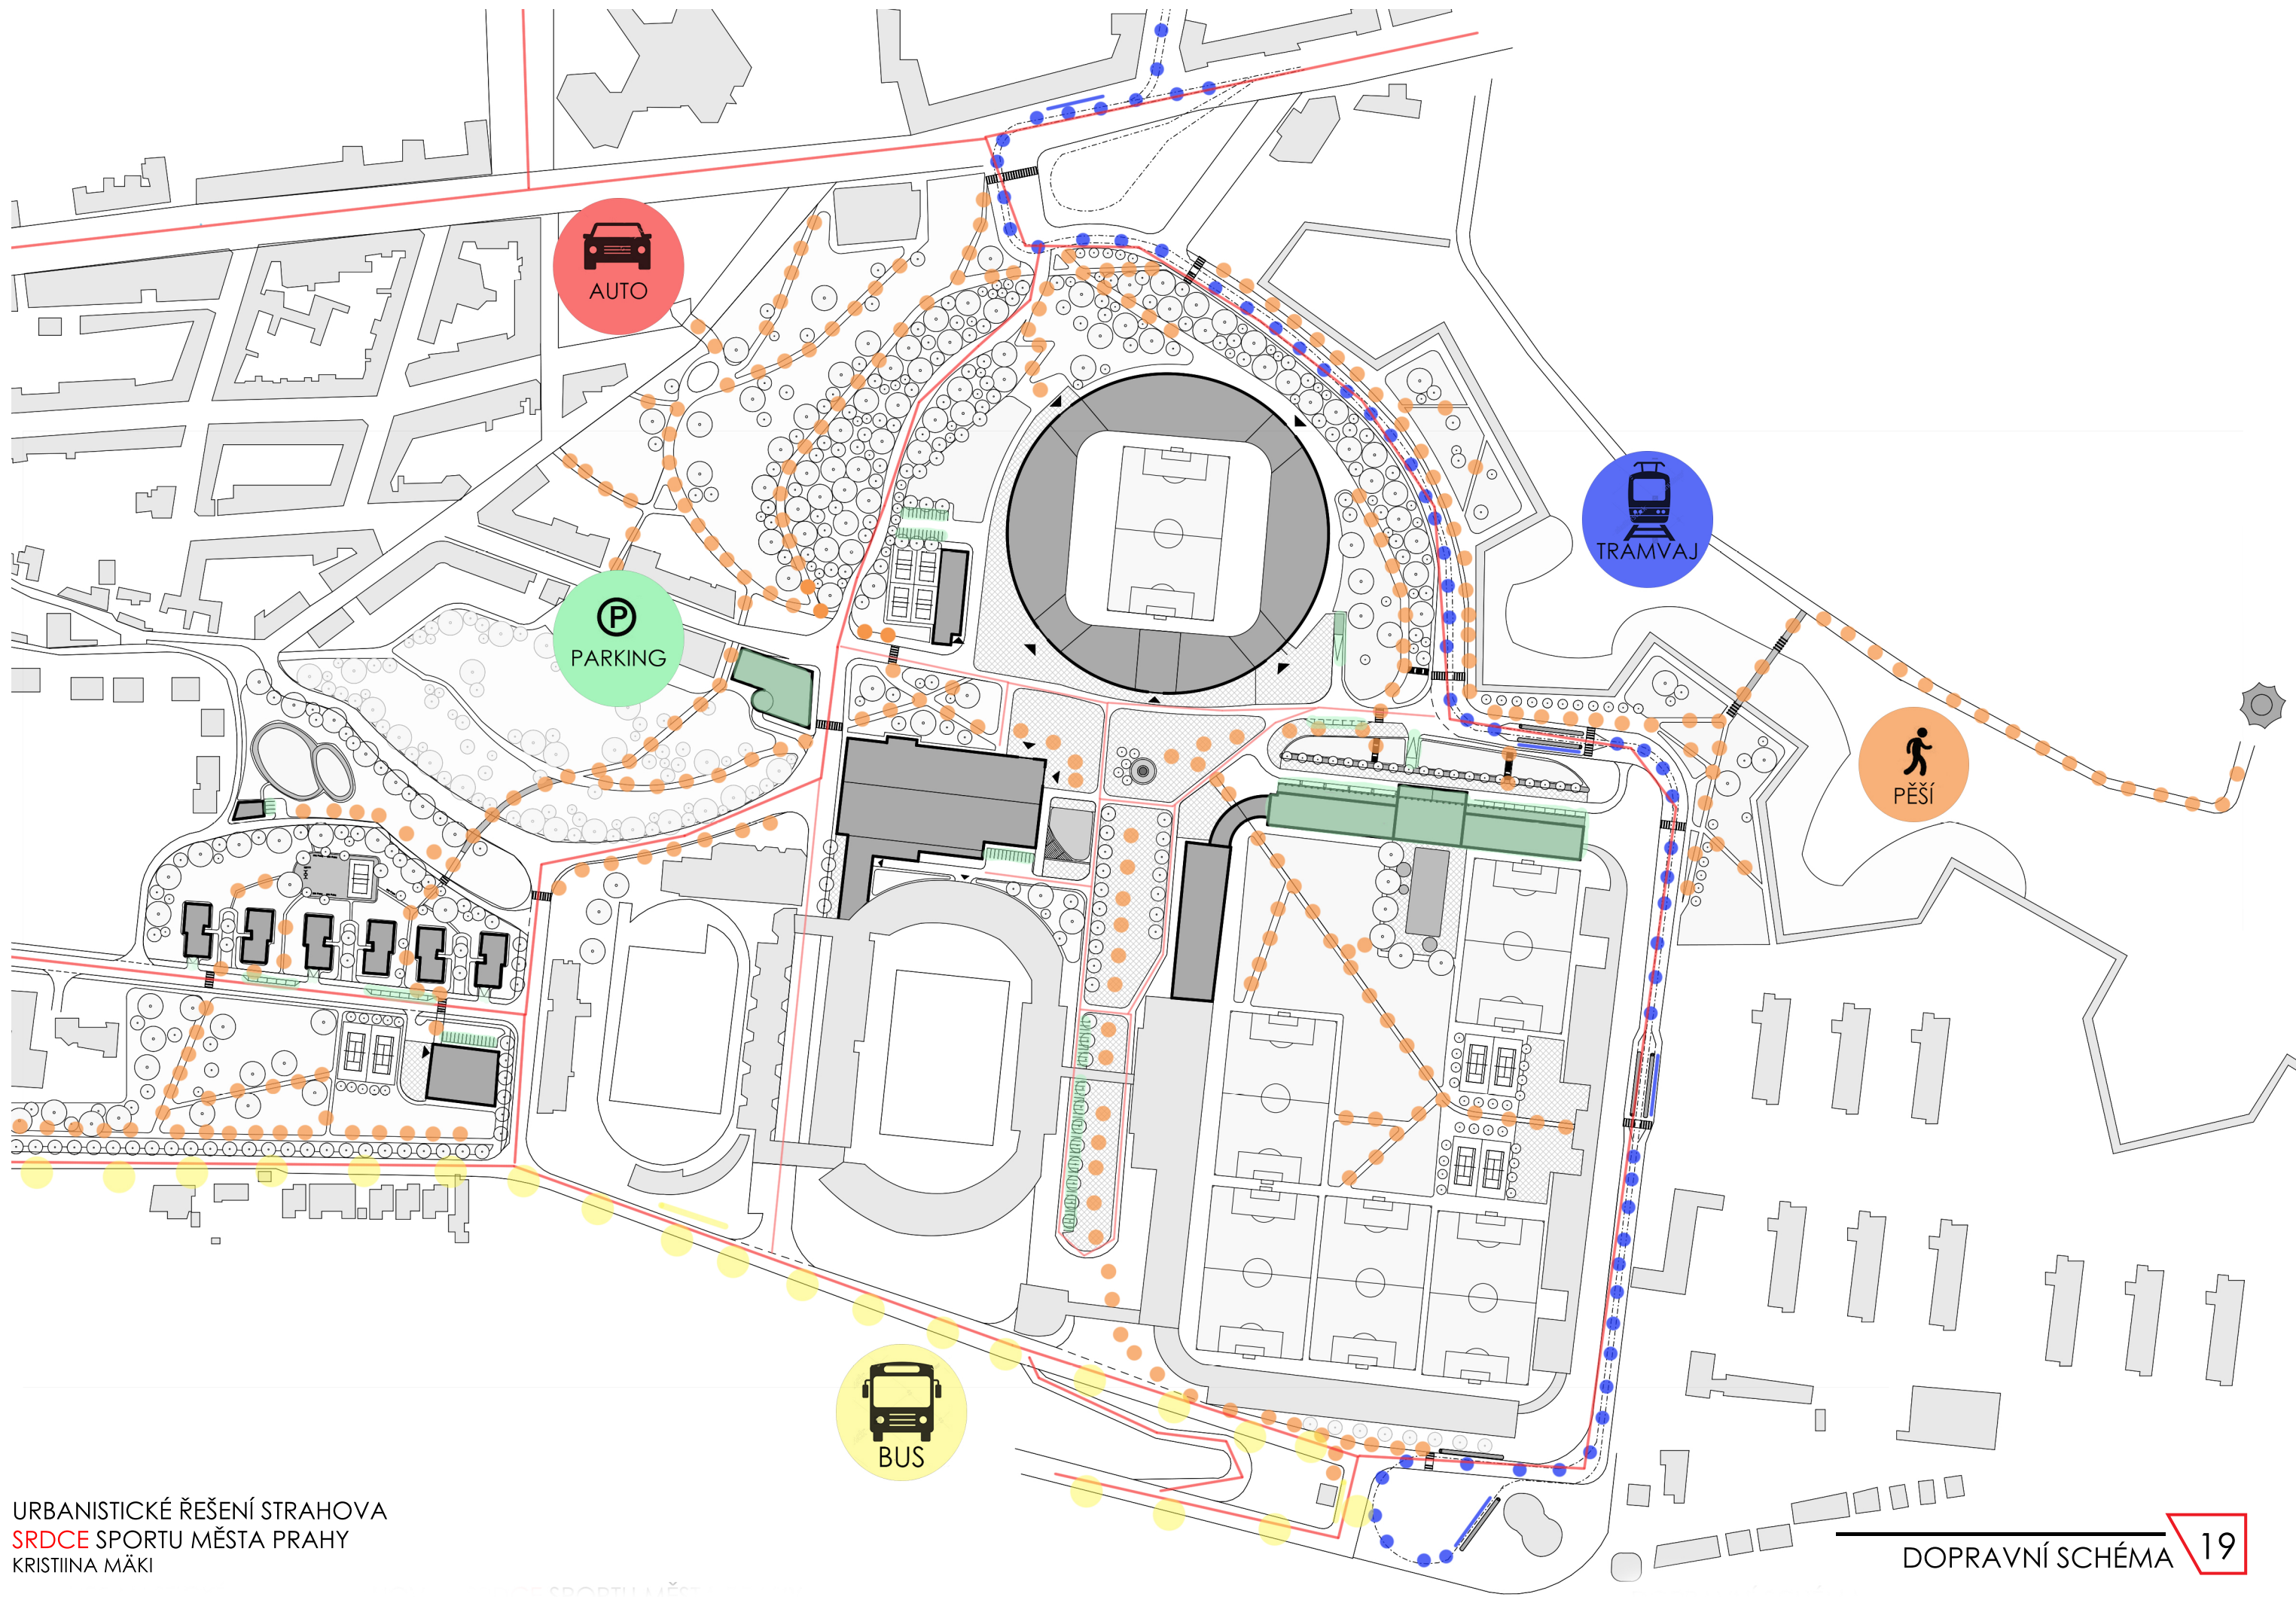 AUTO
TRAMVAJ
P
PARKING
PĚŠÍ
BUS
URBANISTICKÉ ŘEŠENÍ STRAHOVA
SRDCE SPORTU MĚSTA PRAHY
KRISTIINA MÄKI
DOPRAVNÍ SCHÉMA
19